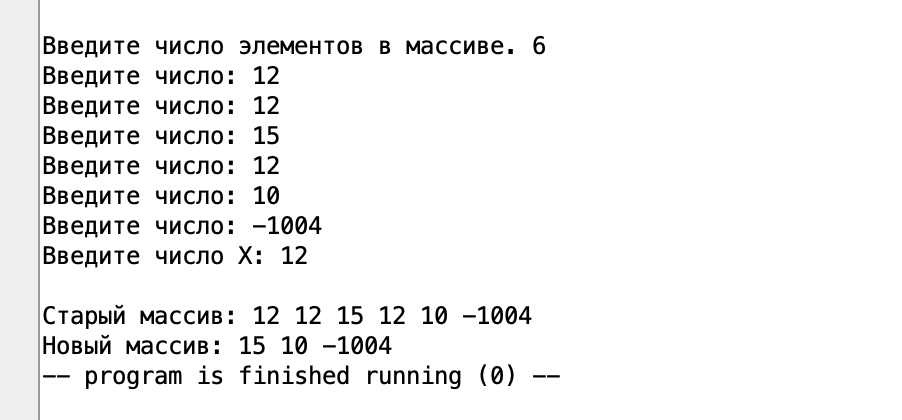 Введите число элементов в массиве. 6
Введите число: 12
Введите число: 12
Введите число: 15
Введите число: 12
Введите число: 10
Введите число: -1004
Введите число X: 12
Старый массив: 12 12 15 12 10 -1004
Новый массив: 15 10 -1004
-- program is finished running (0) --